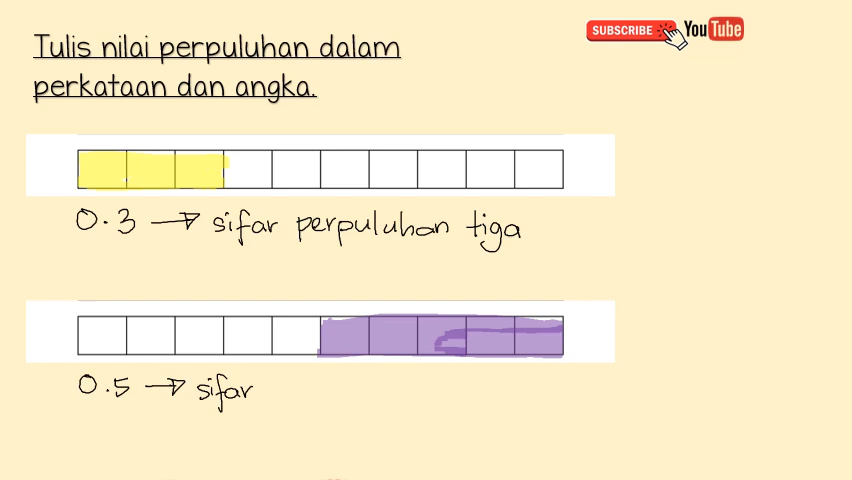 Tulis nilai perpuluhan dalam
perkataan dan angka.
SUBSCRIBE YouTube
0.3 → sifar perpuluhan tiga
0.5 → sifar